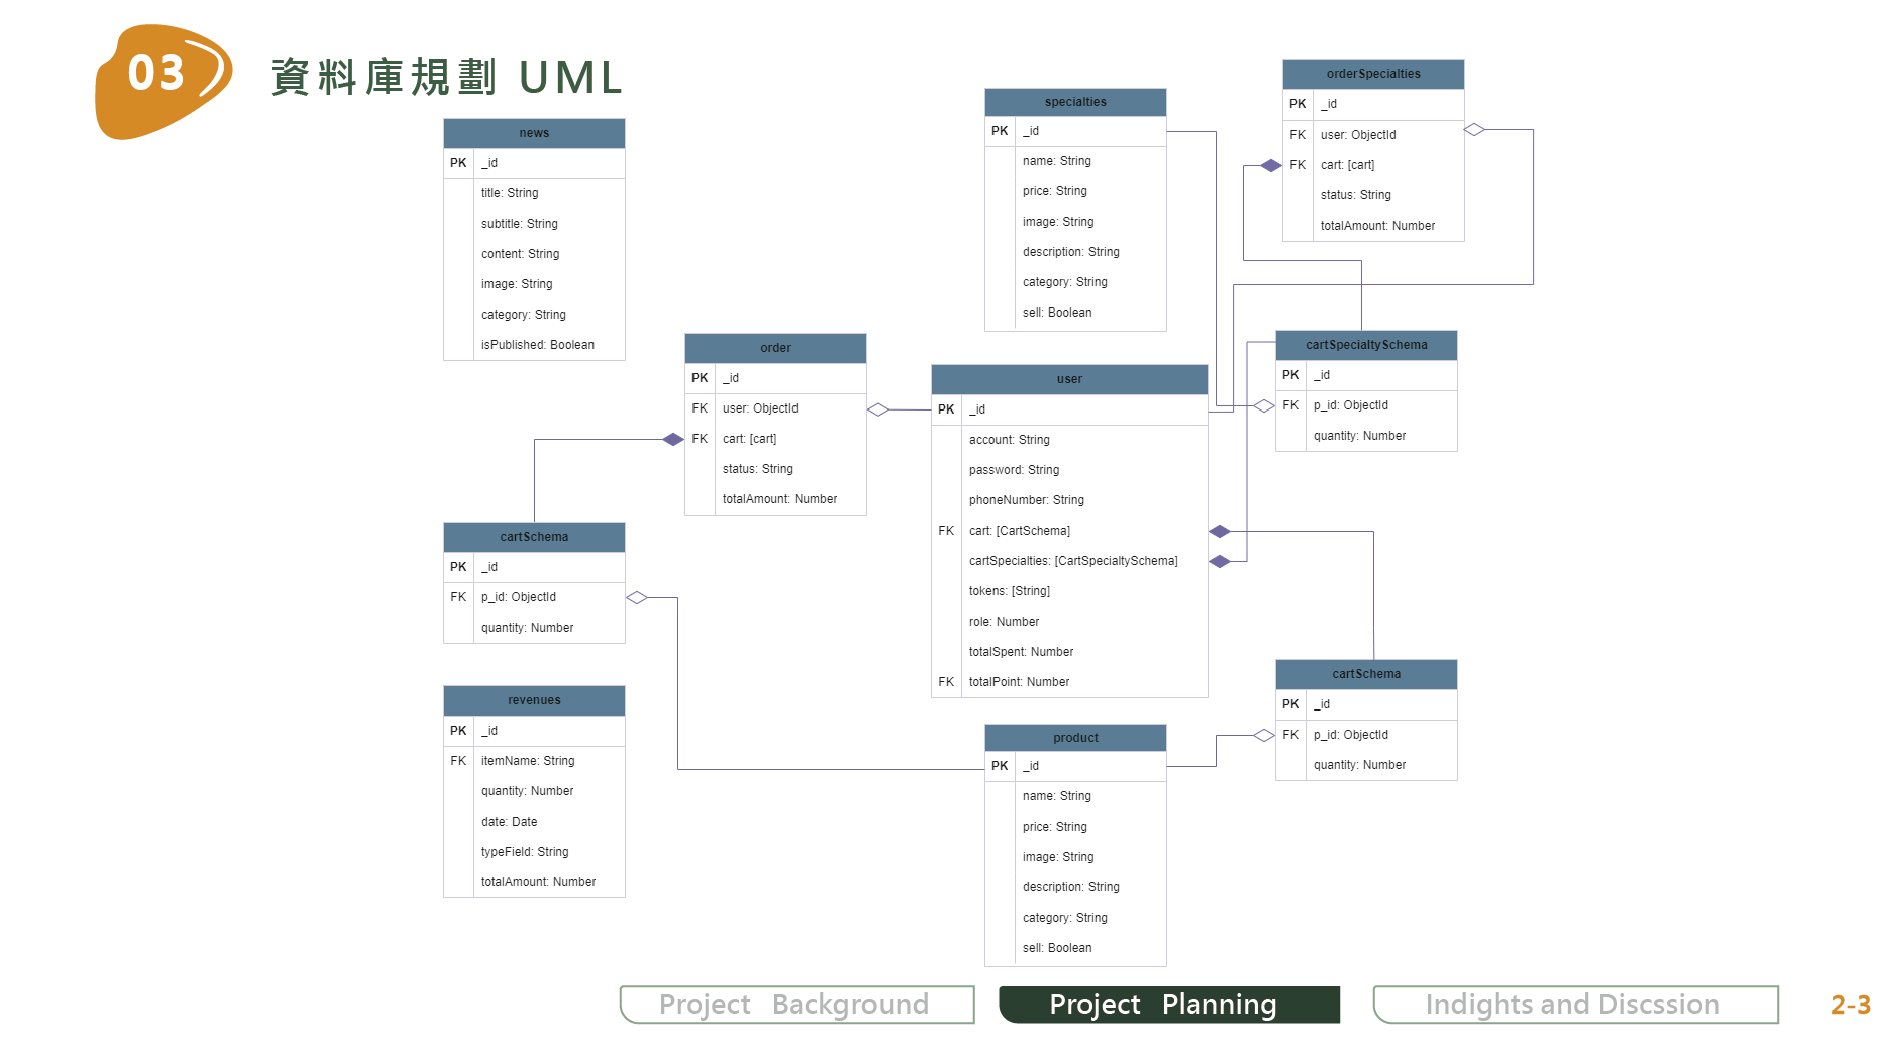 03
資料庫規劃 UML
news
PK _id
title: String
subtitle: String
content: String
image: String
category: String
isPublished: Boolean
specialties
PK _id
name: String
price: String
image: String
description: String
category: String
sell: Boolean
orderSpecialties
PK _id
FK user: ObjectId
FK cart: [cart]
status: String
totalAmount: Number
order
PK _id
FK user: ObjectId
FK cart: [cart]
status: String
totalAmount: Number
user
PK _id
account: String
password: String
phoneNumber: String
FK cart: [CartSchema]
cartSpecialties: [CartSpecialtySchema]
tokens: [String]
role: Number
totalSpent: Number
FK totalPoint: Number
cartSpecialtySchema
PK _id
FK p_id: ObjectId
quantity: Number
cartSchema
PK _id
FK p_id: ObjectId
quantity: Number
revenues
PK _id
FK itemName: String
quantity: Number
date: Date
typeField: String
totalAmount: Number
product
PK _id
name: String
price: String
image: String
description: String
category: String
sell: Boolean
cartSchema
PK _id
FK p_id: ObjectId
quantity: Number
Project Background
Project Planning
Indights and Discssion
2-3